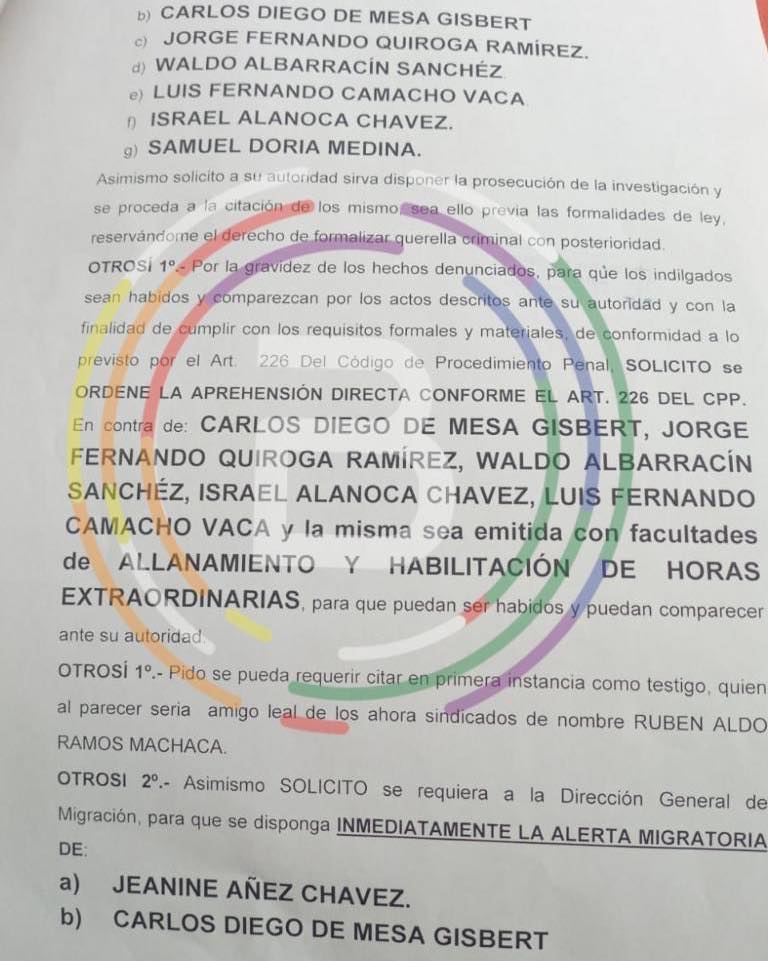 b) CARLOS DIEGO DE MESA GISBERT
c) JORGE FERNANDO QUIROGA RAMÍREZ.
d) WALDO ALBARRACÍN SANCHÉZ
e) LUIS FERNANDO CAMACHO VACA
f) ISRAEL ALANOCA CHAVEZ.
g) SAMUEL DORIA MEDINA.
Asimismo solicito a su autoridad sirva disponer la prosecución de la investigación y
se proceda a la citación de los mismo sea ello previa las formalidades de ley,
reservándome el derecho de formalizar querella criminal con posterioridad.
OTROSÍ 1º.- Por la gravidez de los hechos denunciados, para que los indilgados
sean habidos y comparezcan por los actos descritos ante su autoridad y con la
finalidad de cumplir con los requisitos formales y materiales, de conformidad a lo
previsto por el Art. 226 Del Código de Procedimiento Penal, SOLICITO se
ORDENE LA APREHENSIÓN DIRECTA CONFORME EL ART. 226 DEL CPP.
En contra de: CARLOS DIEGO DE MESA GISBERT, JORGE
FERNANDO QUIROGA RAMÍREZ, WALDO ALBARRACÍN
SANCHÉZ, ISRAEL ALANOCA CHAVEZ, LUIS FERNANDO
CAMACHO VACA y la misma sea emitida con facultades
de ALLANAMIENTO Y HABILITACIÓN DE HORAS
EXTRAORDINARIAS, para que puedan ser habidos y puedan comparecer
ante su autoridad.
OTROSÍ 1º.- Pido se pueda requerir citar en primera instancia como testigo, quien
al parecer seria amigo leal de los ahora sindicados de nombre RUBEN ALDO
RAMOS MACHACA.
OTROSI 2º.- Asimismo SOLICITO se requiera a la Dirección General de
Migración, para que se disponga INMEDIATAMENTE LA ALERTA MIGRATORIA
DE:
a) JEANINE AÑEZ CHAVEZ.
b) CARLOS DIEGO DE MESA GISBERT
B